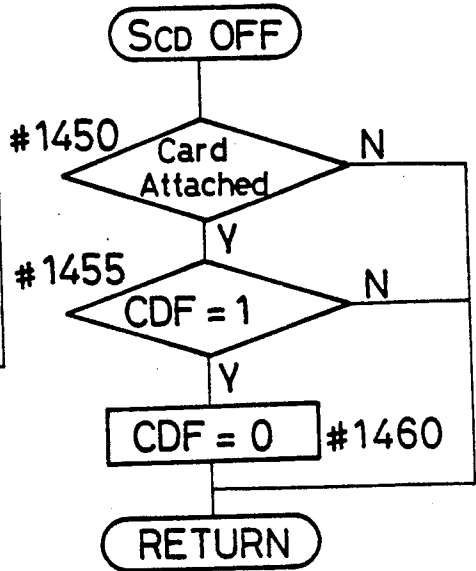 SCD OFF
#1450
Card
Attached
N
Y
#1455
CDF = 1
N
Y
CDF = 0
#1460
RETURN